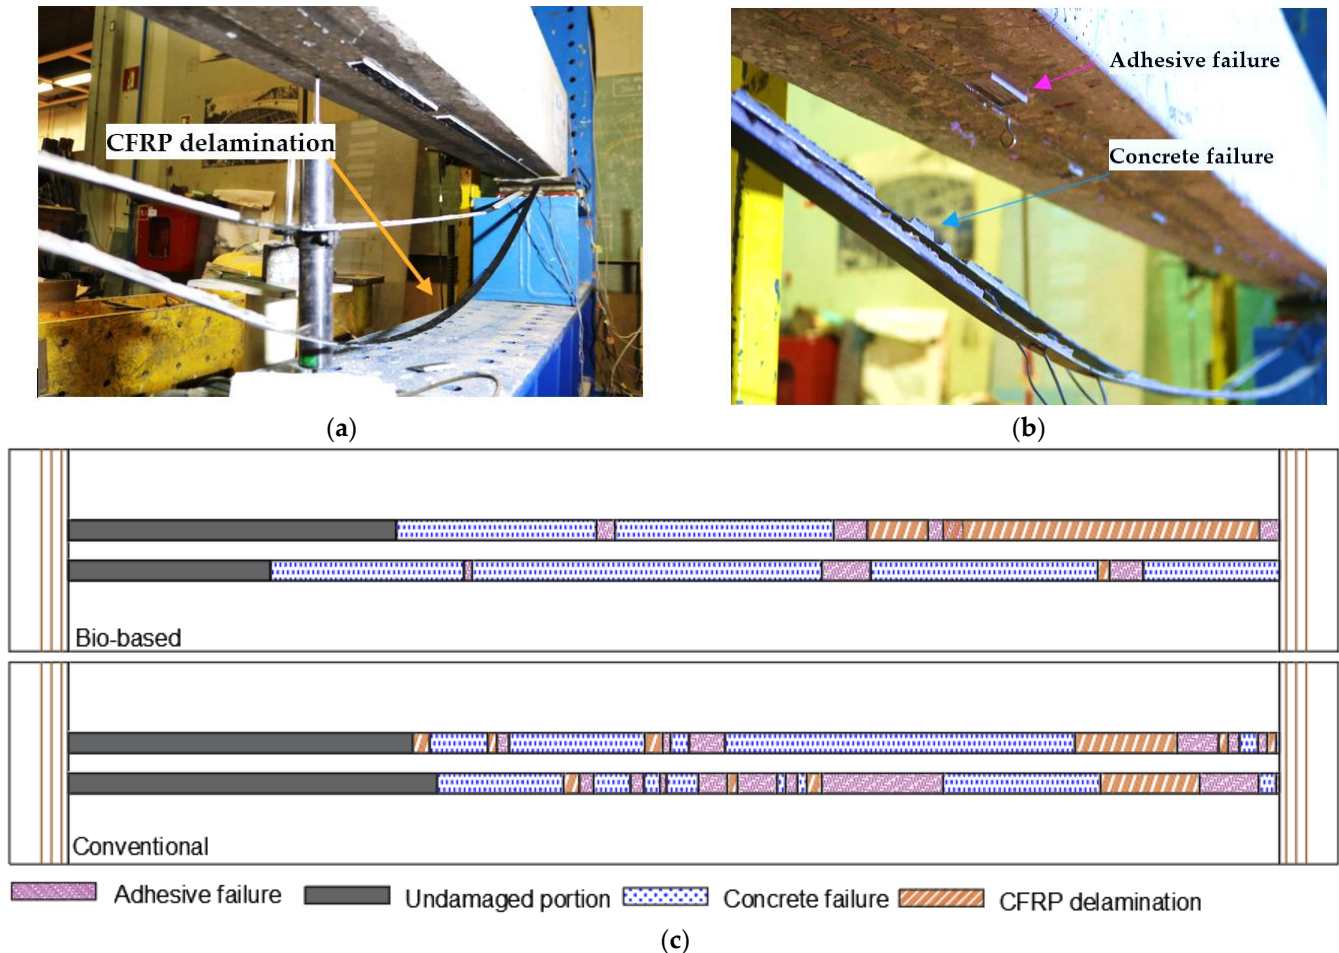 CFRP delamination
Adhesive failure
Concrete failure
(a)
(b)
Bio-based
Conventional
Adhesive failure
Undamaged portion
Concrete failure
CFRP delamination
(c)